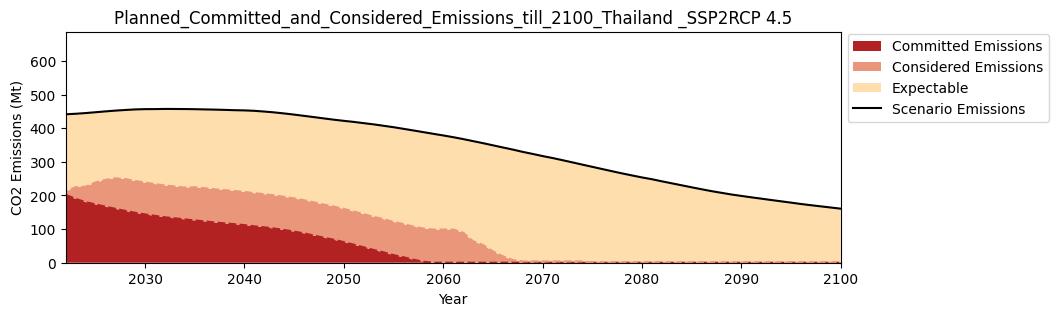 Planned_Committed_and_Considered_Emissions_till_2100_Thailand _SSP2RCP 4.5
Committed Emissions
Considered Emissions
Expectable
Scenario Emissions
CO2 Emissions (Mt)
600
500
400
300
200
100
0
2030 2040 2050 2060 2070 2080 2090 2100
Year